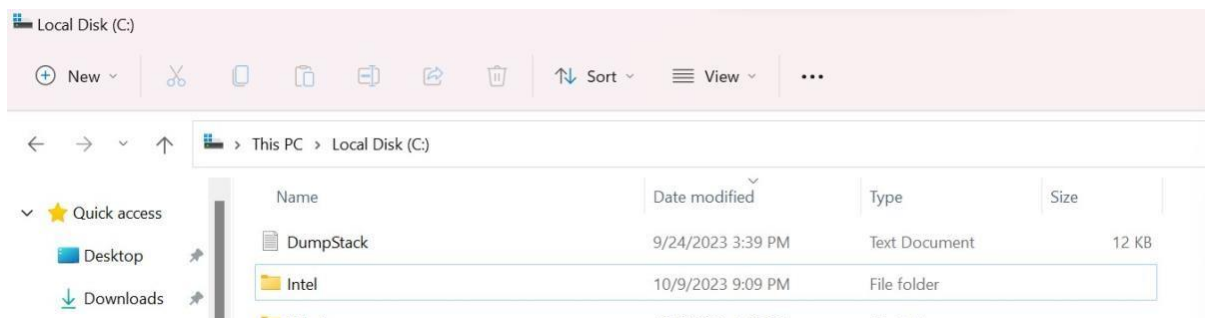 Local Disk (C:)
New Sort View
This PC > Local Disk (C:)
Name Date modified Type Size
Quick access
DumpStack 9/24/2023 3:39 PM Text Document 12 KB
Desktop
Intel 10/9/2023 9:09 PM File folder
Downloads